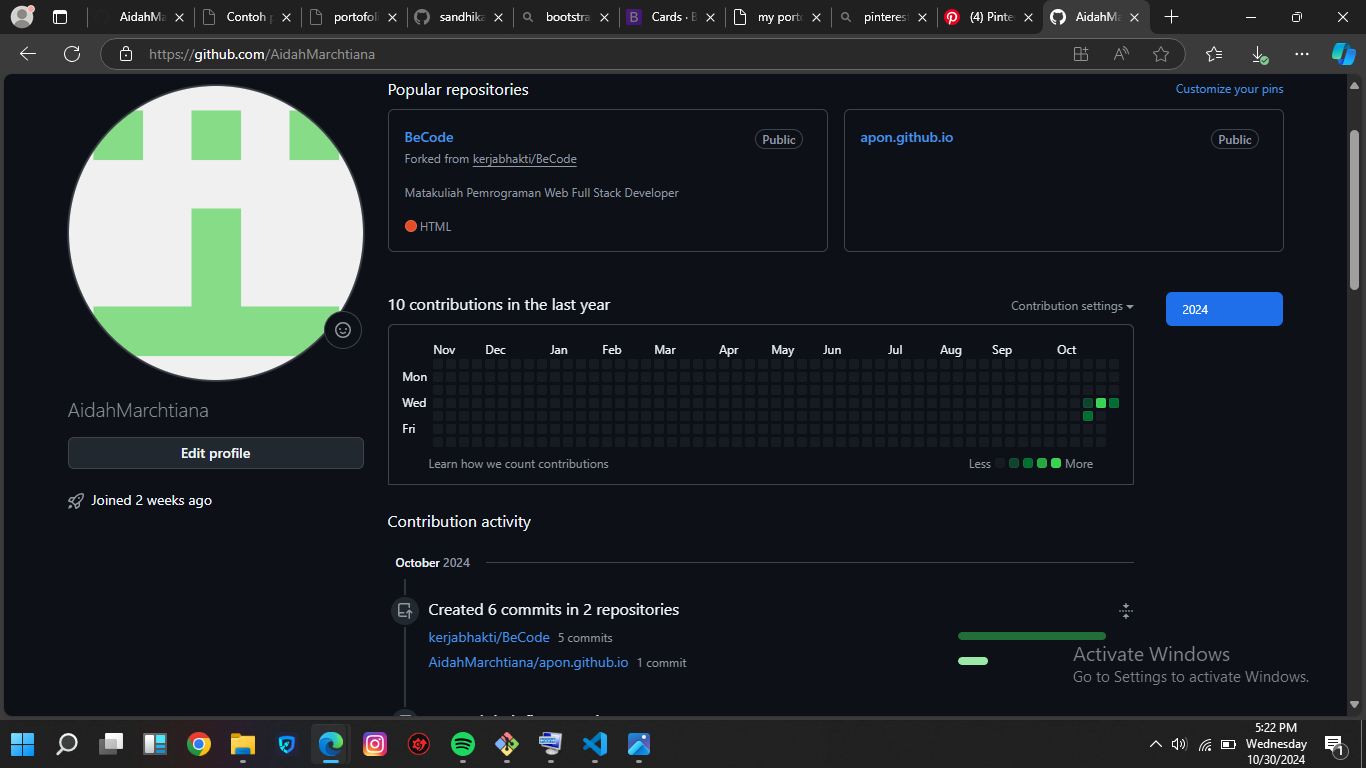 AidahMa
Contoh p
portofoli
sandhika
bootstra
Cards · B
my porto
pinterest
(4) Pinte
AidahMa
https://github.com/AidahMarchtiana
Popular repositories
Customize your pins
BeCode
Public
Forked from kerjabhakti/BeCode
Matakuliah Pemrograman Web Full Stack Developer
HTML
apon.github.io
Public
10 contributions in the last year
Contribution settings
2024
Nov Dec Jan Feb Mar Apr May Jun Jul Aug Sep Oct
Mon
Wed
Fri
Learn how we count contributions
Less
More
AidahMarchtiana
Edit profile
Joined 2 weeks ago
Contribution activity
October 2024
Created 6 commits in 2 repositories
kerjabhakti/BeCode 5 commits
AidahMarchtiana/apon.github.io 1 commit
Activate Windows
Go to Settings to activate Windows.
5:22 PM
Wednesday
10/30/2024
1